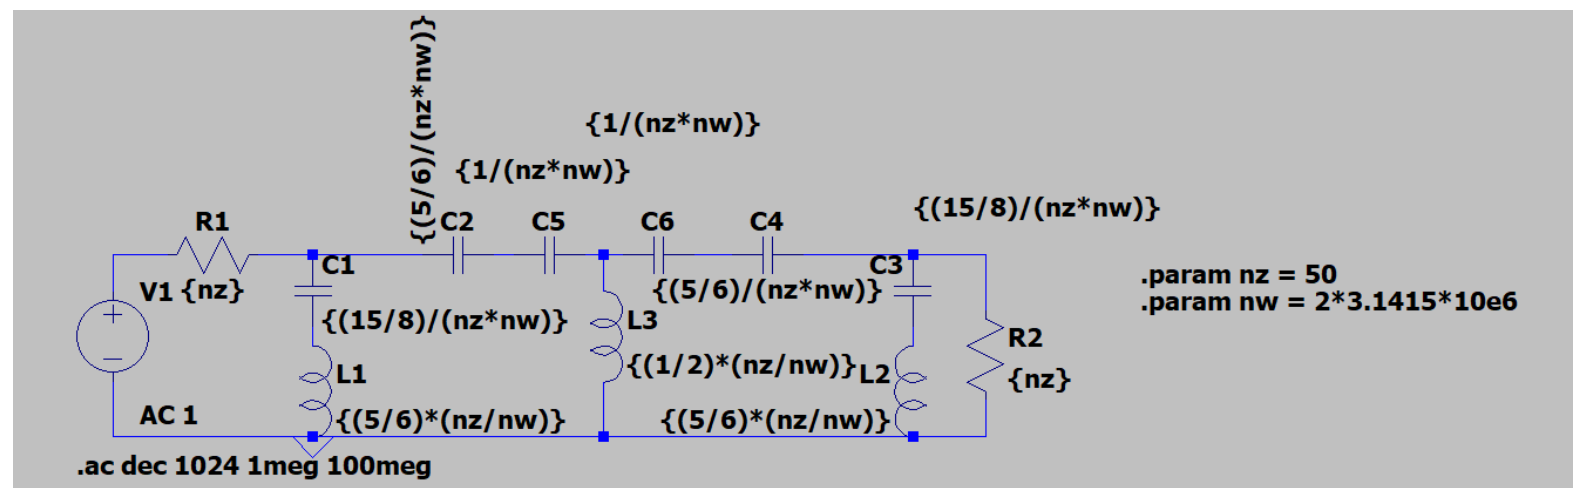 {(5/6)/(nz*nw)}
{1/(nz*nw)}
{1/(nz*nw)}
{(15/8)/(nz*nw)}
R1
C2
C5
C6
C4
C1
C3
V1
{nz}
{(5/6)/(nz*nw)}
.param nz = 50
.param nw = 2*3.1415*10e6
{(15/8)/(nz*nw)}
L3
R2
{(1/2)*(nz/nw)}
L1
L2
{nz}
AC 1
{(5/6)*(nz/nw)}
{(5/6)*(nz/nw)}
.ac dec 1024 1meg 100meg